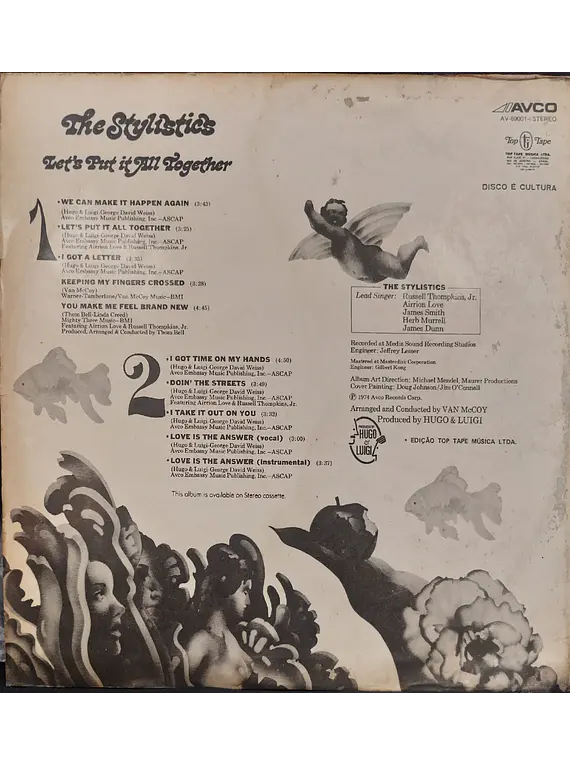 The Stylistics
Let's Put it All Together
AVCO
AV-69001-I STEREO
Top Tape
TOP TAPE MÚSICA LTDA.
DISCO É CULTURA
1
• WE CAN MAKE IT HAPPEN AGAIN (3:43)
(Hugo & Luigi-George David Weiss)
Avco Embassy Music Publishing, Inc.-ASCAP
• LET'S PUT IT ALL TOGETHER (3:25)
(Hugo & Luigi-George David Weiss)
Avco Embassy Music Publishing, Inc.-ASCAP
Featuring Airrion Love & Russell Thompkins, Jr.
• I GOT A LETTER
(Hugo & Luigi-George David Weiss)
Avco Embassy Music Publishing, Inc.-ASCAP
KEEPING MY FINGERS CROSSED (3:28)
(Van McCoy)
Warner-Tamberlane/Van McCoy Music-BMI
YOU MAKE ME FEEL BRAND NEW (4:45)
(Thom Bell-Linda Creed)
Mighty Three Music-BMI
Featuring Airrion Love & Russell Thompkins, Jr.
Produced, Arranged & Conducted by Thom Bell
2
• I GOT TIME ON MY HANDS (4:50)
(Hugo & Luigi-George David Weiss)
Avco Embassy Music Publishing, Inc.-ASCAP
• DOIN' THE STREETS (3:49)
(Hugo & Luigi-George David Weiss)
Avco Embassy Music Publishing, Inc.-ASCAP
Featuring Airrion Love & Russell Thompkins, Jr.
• I TAKE IT OUT ON YOU (3:32)
(Hugo & Luigi-George David Weiss)
Avco Embassy Music Publishing, Inc.-ASCAP
• LOVE IS THE ANSWER (vocal) (3:00)
(Hugo & Luigi-George David Weiss)
Avco Embassy Music Publishing, Inc.-ASCAP
• LOVE IS THE ANSWER (instrumental) (3:37)
(Hugo & Luigi-George David Weiss)
Avco Embassy Music Publishing, Inc.-ASCAP
This album is available on Stereo cassette.
THE STYLISTICS
Lead Singer: Russell Thompkins, Jr.
Airrion Love
James Smith
Herb Murrell
James Dunn
Recorded at Media Sound Recording Studios
Engineer: Jeffrey Lesser
Mastered at Masterdisc Corporation
Engineer: Gilbert Kong
Album Art Direction: Michael Mendel, Maurer Productions
Cover Painting: Doug Johnson/Jim O'Connell
℗ 1974 Avco Records Corp.
Arranged and Conducted by VAN McCOY
Produced by HUGO & LUIGI
HUGO & LUIGI
• EDIÇÃO TOP TAPE MÚSICA LTDA.